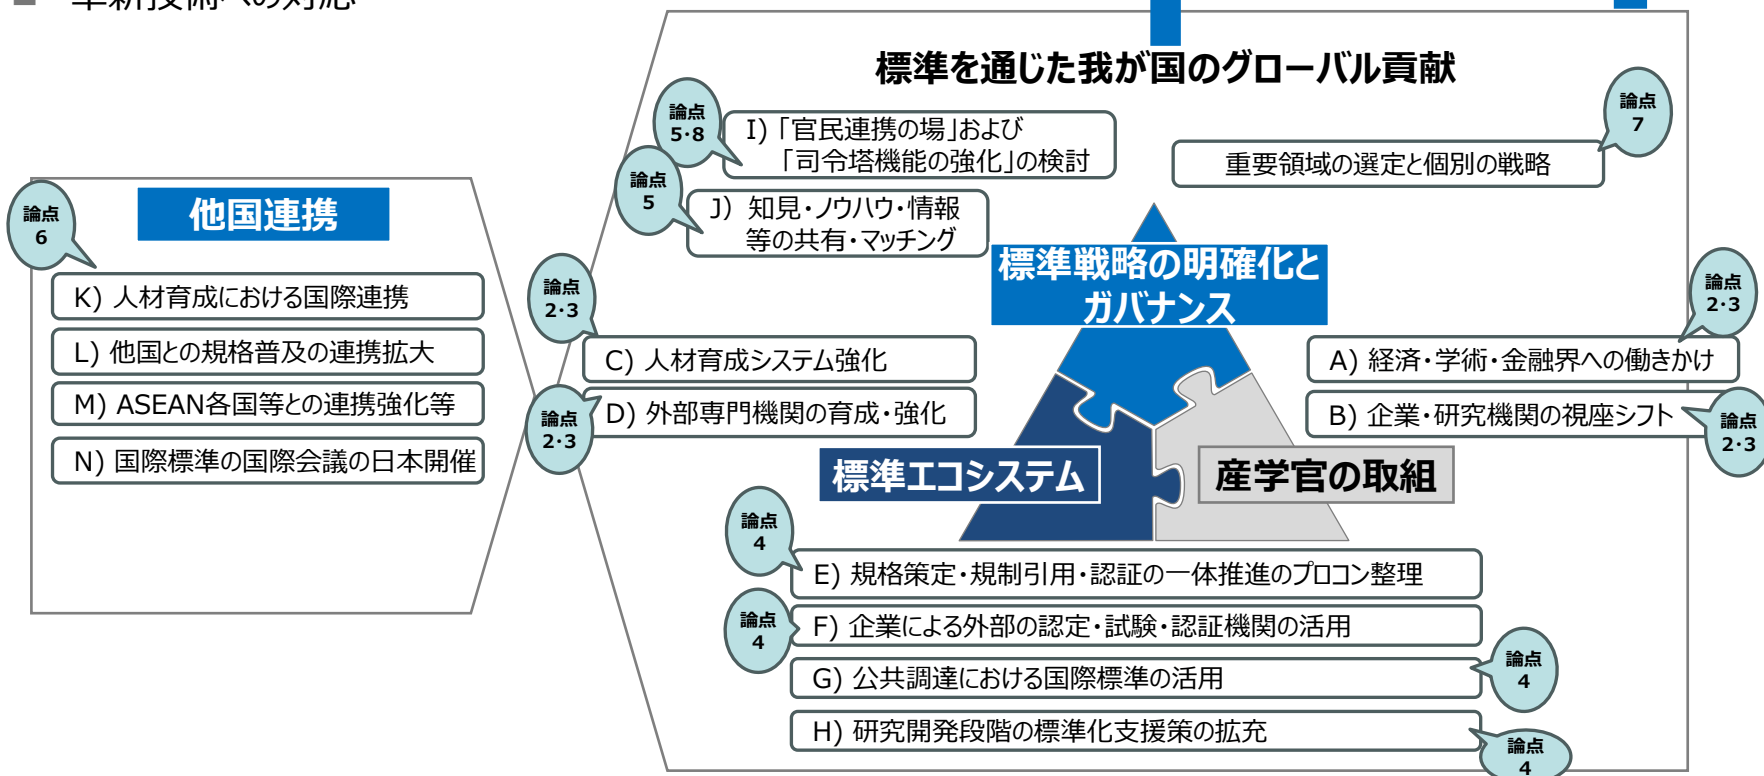 ■ 革新技術への対応
標準を通じた我が国のグローバル貢献
論点
5・8
I) 「官民連携の場」および
「司令塔機能の強化」の検討
論点
7
重要領域の選定と個別の戦略
論点
5
J) 知見・ノウハウ・情報
等の共有・マッチング
論点
6
他国連携
K) 人材育成における国際連携
L) 他国との規格普及の連携拡大
M) ASEAN各国等との連携強化等
N) 国際標準の国際会議の日本開催
標準戦略の明確化と
ガバナンス
論点
2・3
C) 人材育成システム強化
論点
2・3
D) 外部専門機関の育成・強化
論点
2・3
A) 経済・学術・金融界への働きかけ
B) 企業・研究機関の視座シフト
論点
2・3
標準エコシステム
産学官の取組
論点
4
E) 規格策定・規制引用・認証の一体推進のプロコン整理
論点
4
F) 企業による外部の認定・試験・認証機関の活用
G) 公共調達における国際標準の活用
論点
4
H) 研究開発段階の標準化支援策の拡充
論点
4